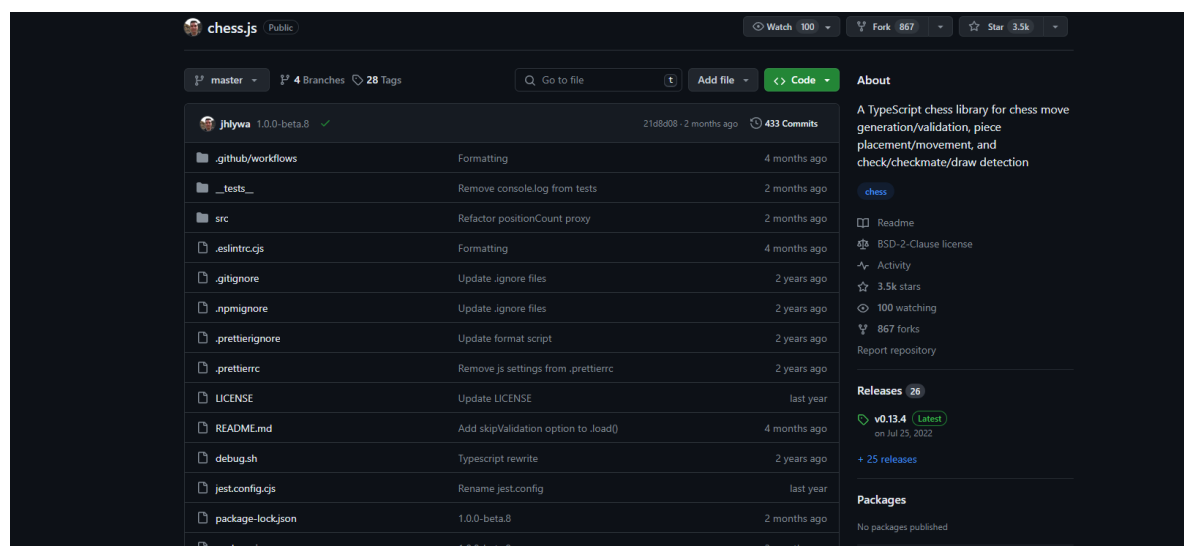 chess.js Public Watch 100 Fork 867 Star 3.5k
master 4 Branches 28 Tags Go to file t Add file <> Code
jhlywa 1.0.0-beta.8 21d8d08 · 2 months ago 433 Commits
.github/workflows Formatting 4 months ago
__tests__ Remove console.log from tests 2 months ago
src Refactor positionCount proxy 2 months ago
.eslintrc.cjs Formatting 4 months ago
.gitignore Update .ignore files 2 years ago
.npmignore Update .ignore files 2 years ago
.prettierignore Update format script 2 years ago
.prettierrc Remove js settings from .prettierrc 2 years ago
LICENSE Update LICENSE last year
README.md Add skipValidation option to .load() 4 months ago
debug.sh Typescript rewrite 2 years ago
jest.config.cjs Rename jest.config last year
package-lock.json 1.0.0-beta.8 2 months ago
About
A TypeScript chess library for chess move
generation/validation, piece
placement/movement, and
check/checkmate/draw detection
chess
Readme
BSD-2-Clause license
Activity
3.5k stars
100 watching
867 forks
Report repository
Releases 26
v0.13.4 Latest
on Jul 25, 2022
+ 25 releases
Packages
No packages published